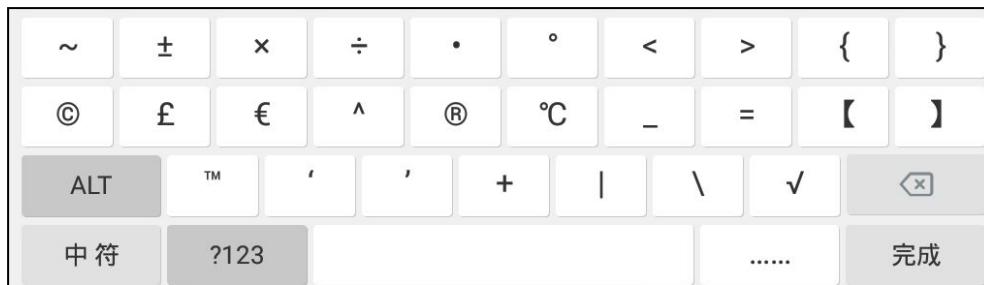 ~ ± × ÷ • ° < > { }
© £ € ^ ® ℃ _ = 【 】
ALT ™ ‘ ’ + | \ √
中符 ?123 ……
完成